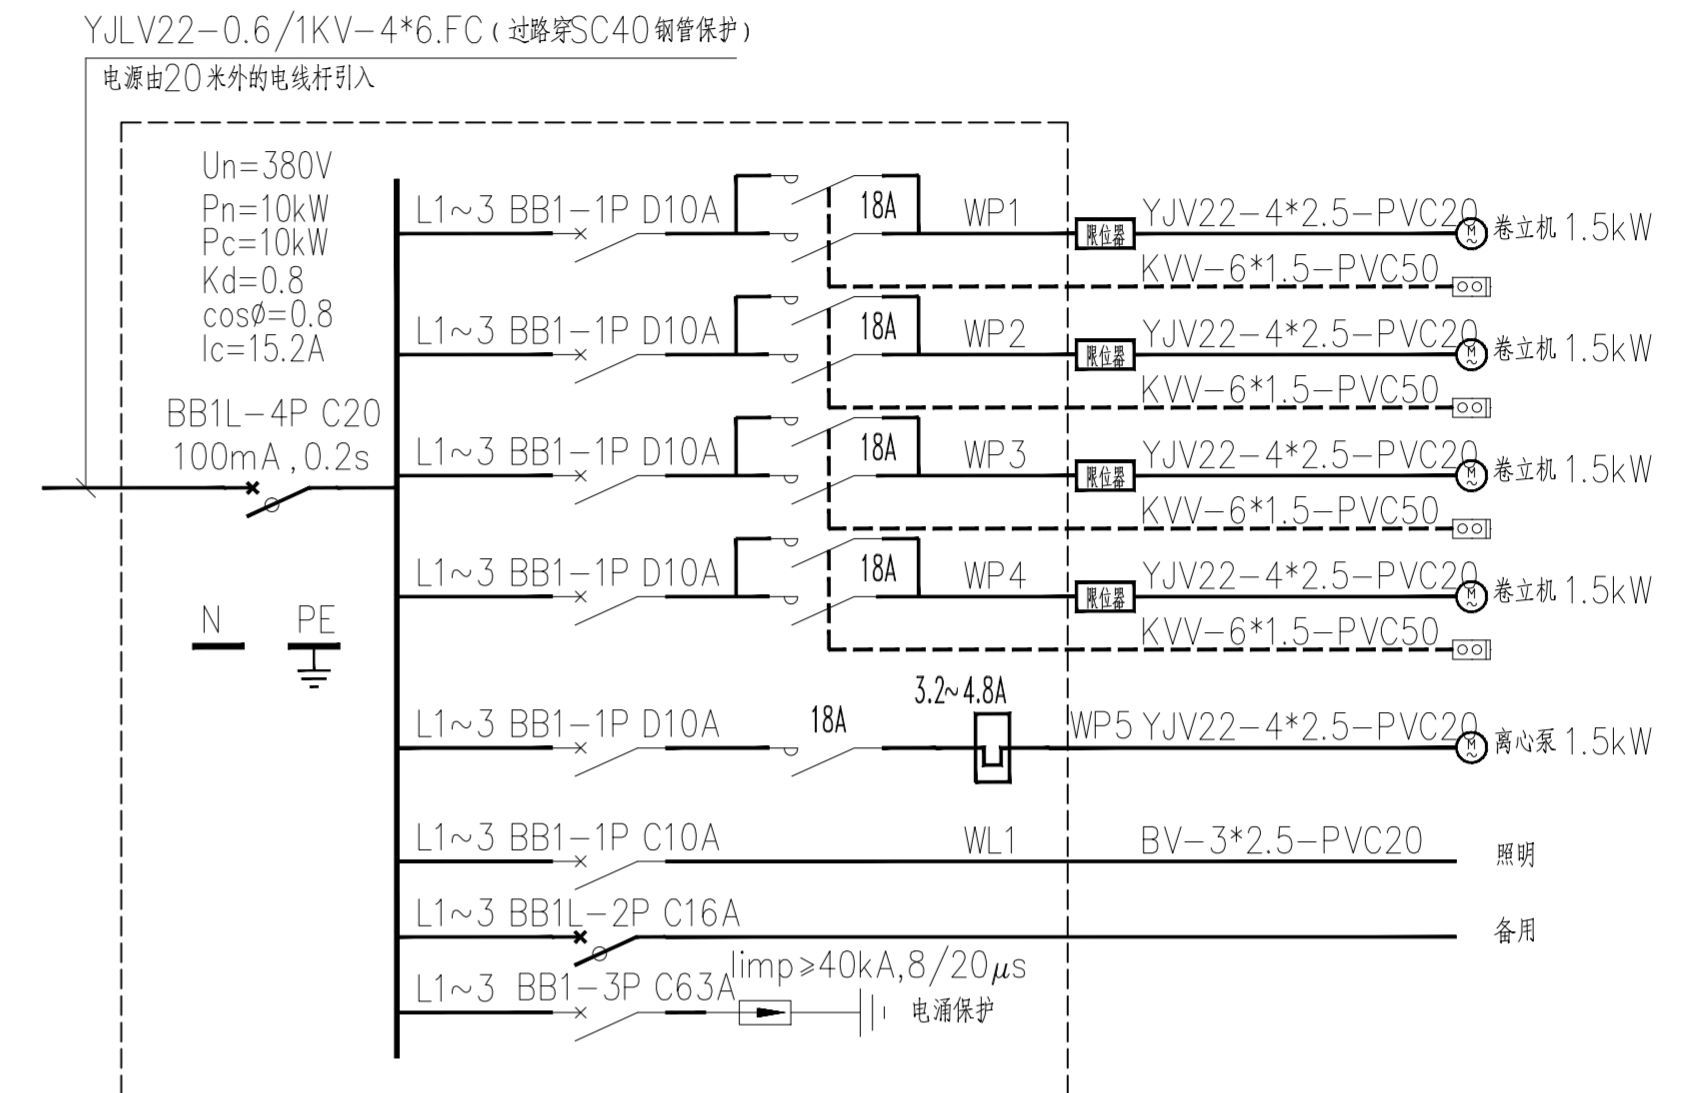 YJLV22-0.6/1KV-4*6.FC(过路穿SC40钢管保护)
电源由20米外的电线杆引入
Un=380V
Pn=10kW
Pc=10kW
Kd=0.8
cosø=0.8
Ic=15.2A
BB1L-4P C20
100mA,0.2s
N PE
L1~3 BB1-1P D10A 18A WP1 限位器 YJV22-4*2.5-PVC20 M ~ 卷立机 1.5kW
KVV-6*1.5-PVC50
L1~3 BB1-1P D10A 18A WP2 限位器 YJV22-4*2.5-PVC20 M ~ 卷立机 1.5kW
KVV-6*1.5-PVC50
L1~3 BB1-1P D10A 18A WP3 限位器 YJV22-4*2.5-PVC20 M ~ 卷立机 1.5kW
KVV-6*1.5-PVC50
L1~3 BB1-1P D10A 18A WP4 限位器 YJV22-4*2.5-PVC20 M ~ 卷立机 1.5kW
KVV-6*1.5-PVC50
3.2~4.8A
L1~3 BB1-1P D10A 18A WP5 YJV22-4*2.5-PVC20 M ~ 离心泵 1.5kW
L1~3 BB1-1P C10A WL1 BV-3*2.5-PVC20 照明
L1~3 BB1L-2P C16A 备用
Iimp≥40kA,8/20μs
L1~3 BB1-3P C63A 电涌保护